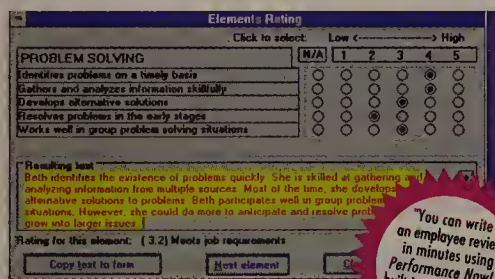 Elements Rating
Click to select: Low <----------> High
PROBLEM SOLVING N/A 1 2 3 4 5
Identifies problems on a timely basis
Gathers and analyzes information skillfully
Develops alternative solutions
Resolves problems in the early stages
Works well in group problem solving situations
Resulting text
Beth identifies the existence of problems quickly. She is skilled at gathering and
analyzing information from multiple sources. Most of the time, she develops
alternative solutions to problems. Beth participates well in group problem
situations. However, she could do more to anticipate and resolve
grow into larger issues.
Rating for this element: ( 3.2) Meets job requirements
Copy text to form Next element
"You can write
an employee review
in minutes using
Performance Now